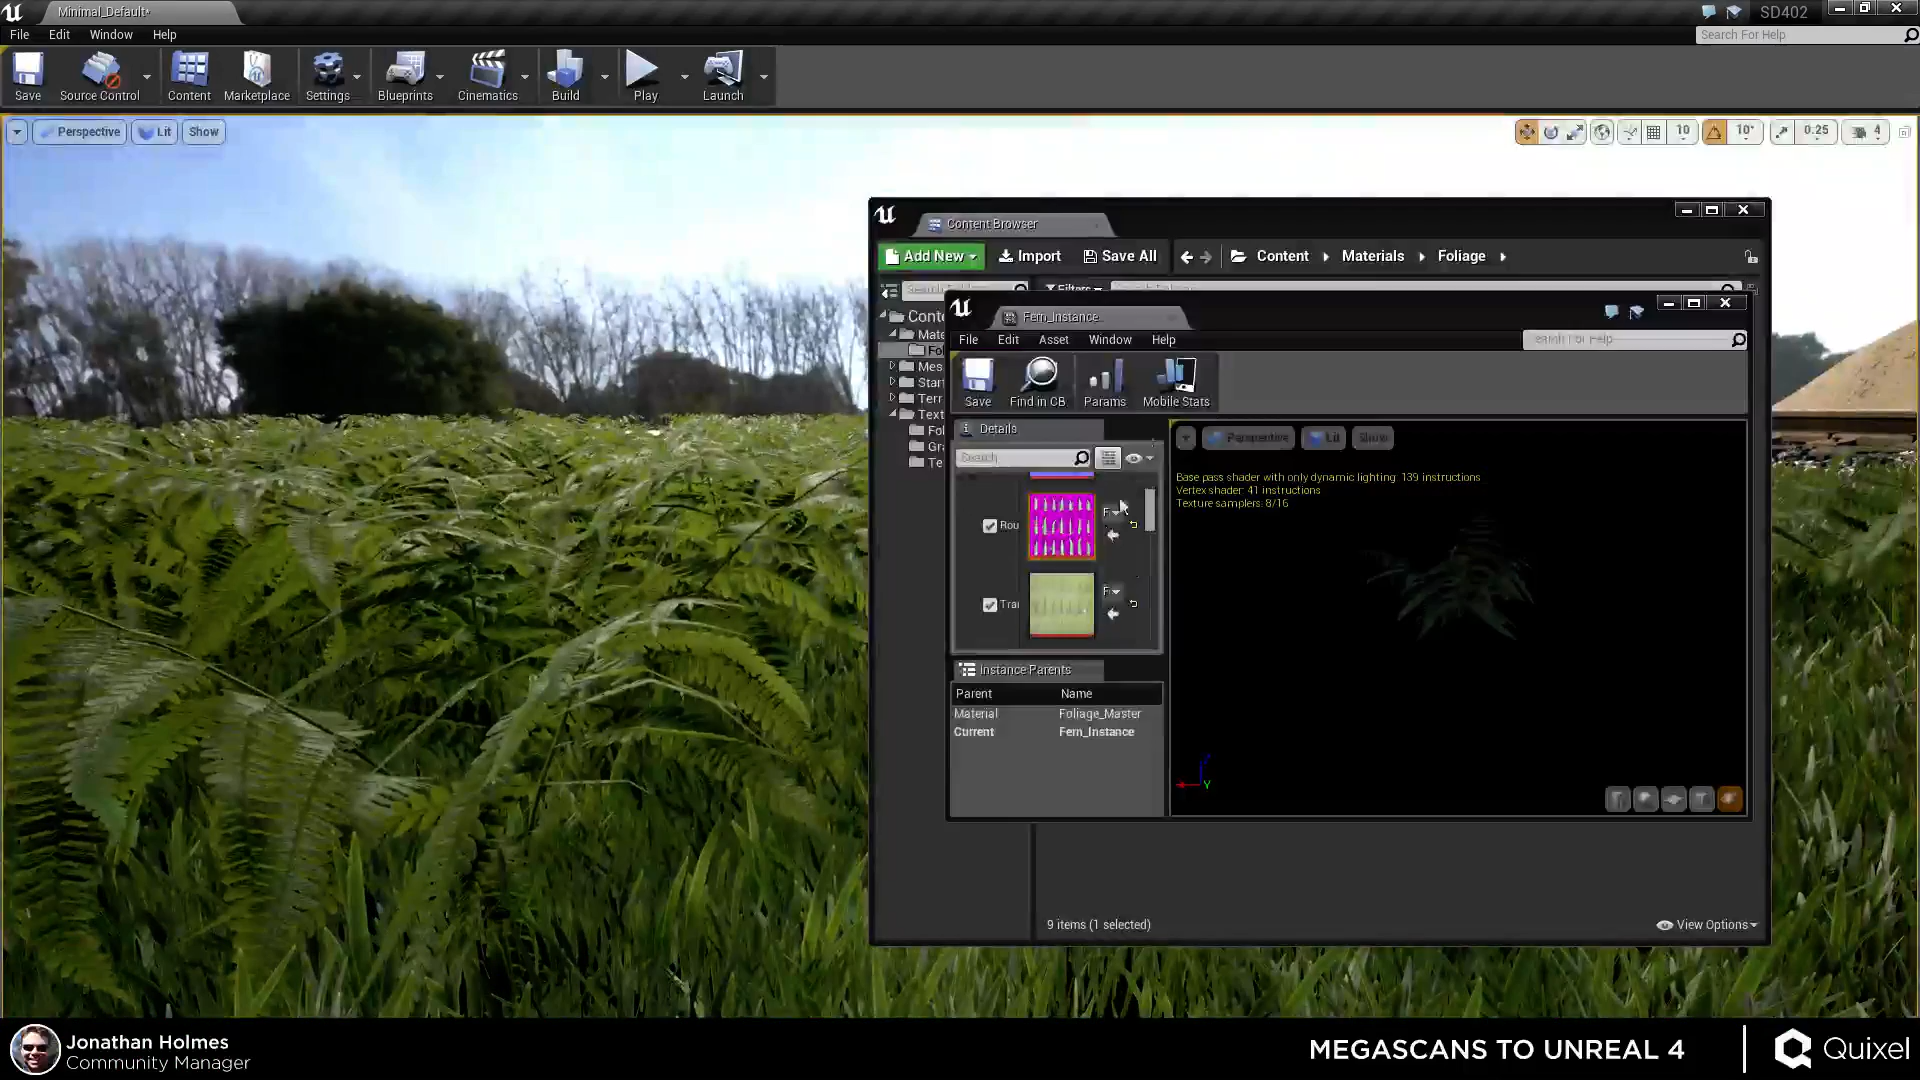 Minimal_Default*
SD402
File Edit Window Help
Search For Help
Save Source Control Content Marketplace Settings Blueprints Cinematics Build Play Launch
Perspective Lit Show
10 10° 0.25 4
Content Browser
Add New Import Save All Content Materials Foliage
Filters
Fern_Instance
File Edit Asset Window Help
Save Find in CB Params Mobile Stats
Details
Search
Perspective Lit Show
Base pass shader with only dynamic lighting: 139 instructions
Vertex shader: 41 instructions
Texture samplers: 8/16
Rou
Tra
Instance Parents
Parent Name
Material Foliage_Master
Current Fern_Instance
Y
9 items (1 selected)
View Options
Jonathan Holmes
Community Manager
MEGASCANS TO UNREAL 4
Quixel